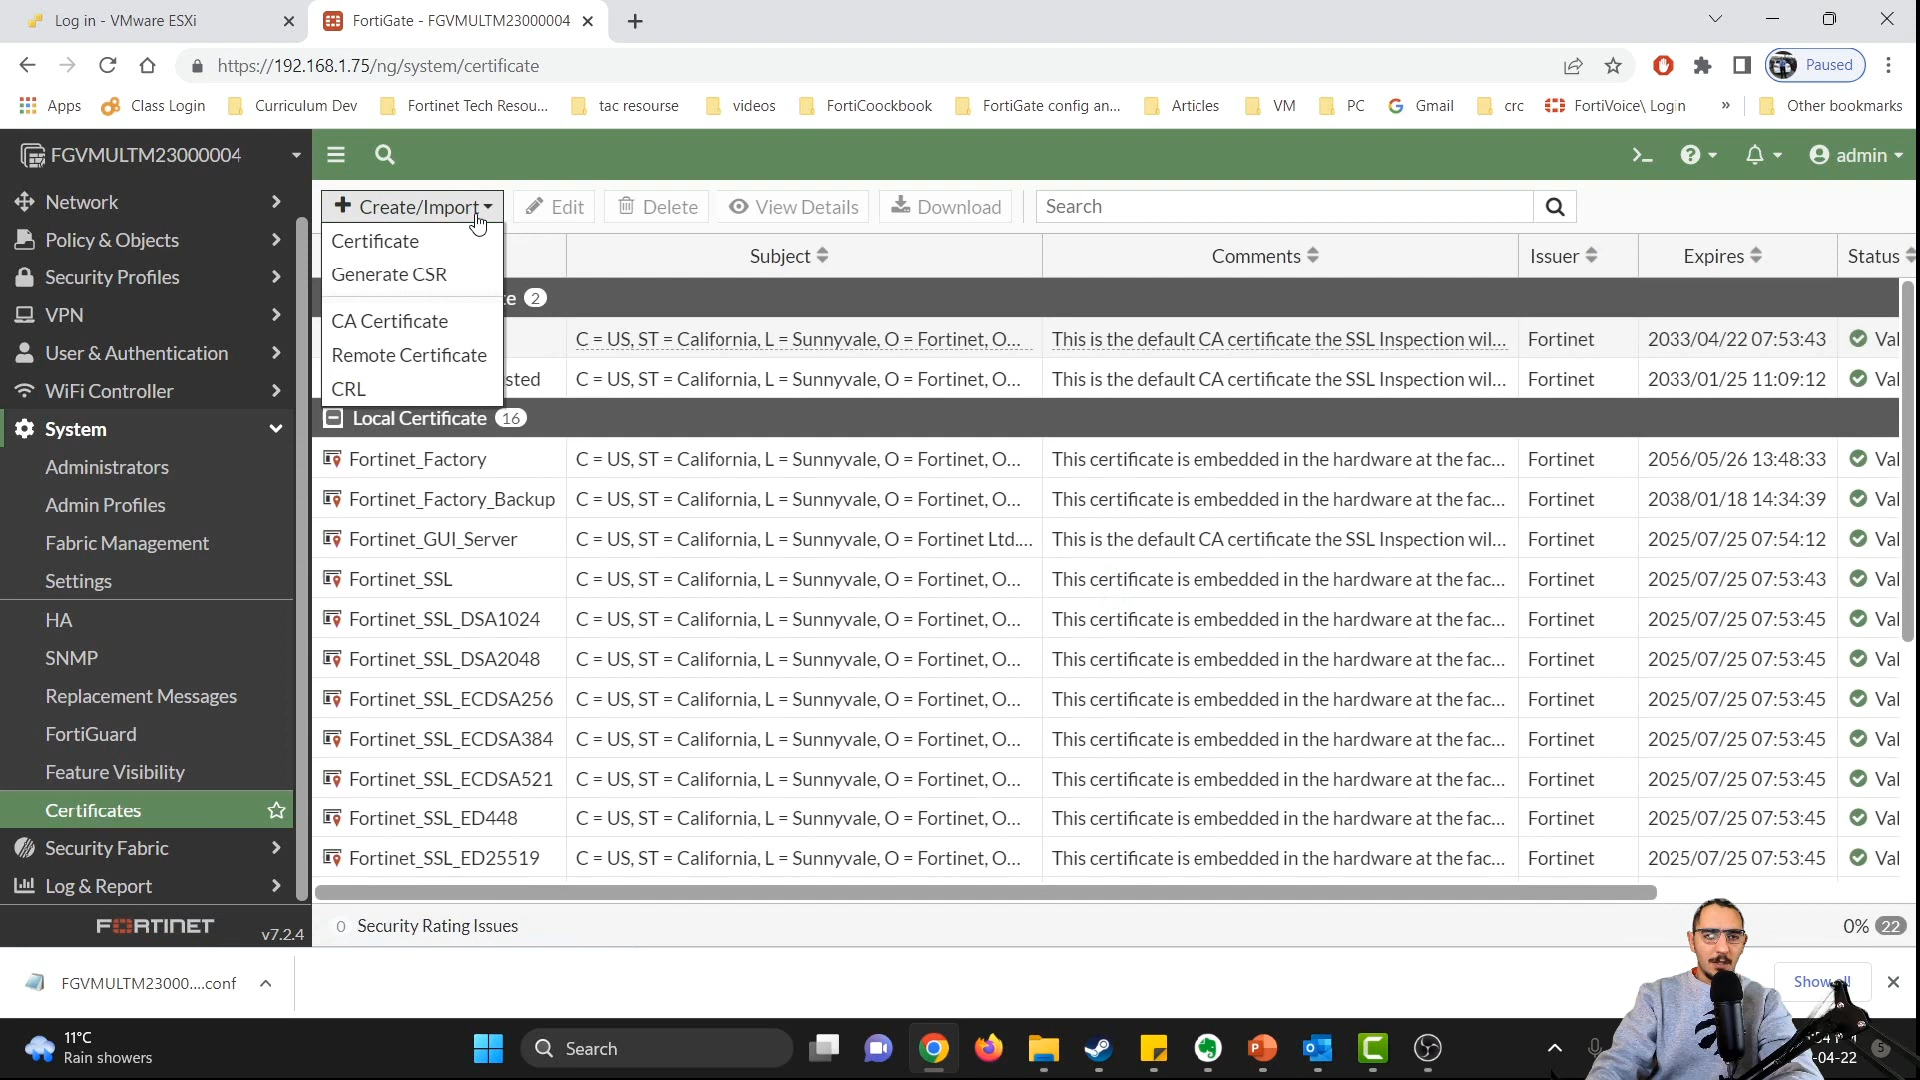 Log in - VMware ESXi
FortiGate - FGVMULTM23000004
https://192.168.1.75/ng/system/certificate
Paused
Apps
Class Login
Curriculum Dev
Fortinet Tech Resou...
tac resourse
videos
FortiCoockbook
FortiGate config an...
Articles
VM
PC
Gmail
crc
FortiVoice\ Login
»
Other bookmarks
FGVMULTM23000004
admin
Network
Policy & Objects
Security Profiles
VPN
User & Authentication
WiFi Controller
System
Administrators
Admin Profiles
Fabric Management
Settings
HA
SNMP
Replacement Messages
FortiGuard
Feature Visibility
Certificates
Security Fabric
Log & Report
FORTINET
v7.2.4
+ Create/Import
Edit
Delete
View Details
Download
Search
Certificate
Generate CSR
CA Certificate
Remote Certificate
CRL
Subject
Comments
Issuer
Expires
Status
2
C = US, ST = California, L = Sunnyvale, O = Fortinet, O... This is the default CA certificate the SSL Inspection wil... Fortinet 2033/04/22 07:53:43 Val
sted C = US, ST = California, L = Sunnyvale, O = Fortinet, O... This is the default CA certificate the SSL Inspection wil... Fortinet 2033/01/25 11:09:12 Val
Local Certificate 16
Fortinet_Factory C = US, ST = California, L = Sunnyvale, O = Fortinet, O... This certificate is embedded in the hardware at the fac... Fortinet 2056/05/26 13:48:33 Val
Fortinet_Factory_Backup C = US, ST = California, L = Sunnyvale, O = Fortinet, O... This certificate is embedded in the hardware at the fac... Fortinet 2038/01/18 14:34:39 Val
Fortinet_GUI_Server C = US, ST = California, L = Sunnyvale, O = Fortinet Ltd.... This is the default CA certificate the SSL Inspection wil... Fortinet 2025/07/25 07:54:12 Val
Fortinet_SSL C = US, ST = California, L = Sunnyvale, O = Fortinet, O... This certificate is embedded in the hardware at the fac... Fortinet 2025/07/25 07:53:43 Val
Fortinet_SSL_DSA1024 C = US, ST = California, L = Sunnyvale, O = Fortinet, O... This certificate is embedded in the hardware at the fac... Fortinet 2025/07/25 07:53:45 Val
Fortinet_SSL_DSA2048 C = US, ST = California, L = Sunnyvale, O = Fortinet, O... This certificate is embedded in the hardware at the fac... Fortinet 2025/07/25 07:53:45 Val
Fortinet_SSL_ECDSA256 C = US, ST = California, L = Sunnyvale, O = Fortinet, O... This certificate is embedded in the hardware at the fac... Fortinet 2025/07/25 07:53:45 Val
Fortinet_SSL_ECDSA384 C = US, ST = California, L = Sunnyvale, O = Fortinet, O... This certificate is embedded in the hardware at the fac... Fortinet 2025/07/25 07:53:45 Val
Fortinet_SSL_ECDSA521 C = US, ST = California, L = Sunnyvale, O = Fortinet, O... This certificate is embedded in the hardware at the fac... Fortinet 2025/07/25 07:53:45 Val
Fortinet_SSL_ED448 C = US, ST = California, L = Sunnyvale, O = Fortinet, O... This certificate is embedded in the hardware at the fac... Fortinet 2025/07/25 07:53:45 Val
Fortinet_SSL_ED25519 C = US, ST = California, L = Sunnyvale, O = Fortinet, O... This certificate is embedded in the hardware at the fac... Fortinet 2025/07/25 07:53:45 Val
0 Security Rating Issues
0% 22
FGVMULTM23000....conf
Show all
11°C
Rain showers
Search
-04-22
5